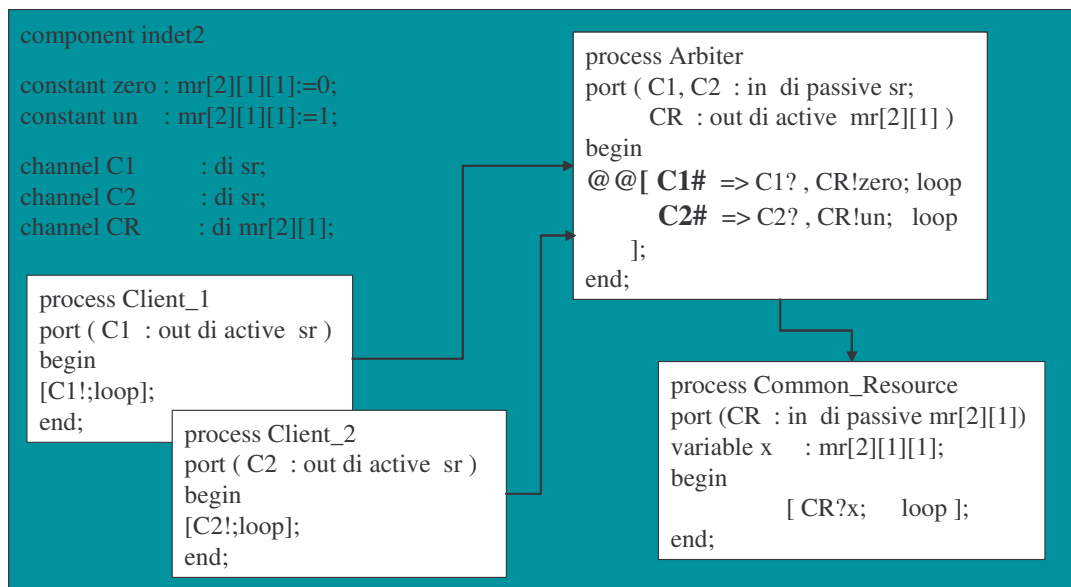 component indet2
constant zero : mr[2][1][1]:=0;
constant un : mr[2][1][1]:=1;
channel C1 : di sr;
channel C2 : di sr;
channel CR : di mr[2][1];
process Arbiter
port ( C1, C2 : in di passive sr;
CR : out di active mr[2][1] )
begin
@@[ C1# => C1? , CR!zero; loop
C2# => C2? , CR!un; loop
];
end;
process Client_1
port ( C1 : out di active sr )
begin
[C1!;loop];
end;
process Client_2
port ( C2 : out di active sr )
begin
[C2!;loop];
end;
process Common_Resource
port (CR : in di passive mr[2][1])
variable x : mr[2][1][1];
begin
[ CR?x; loop ];
end;